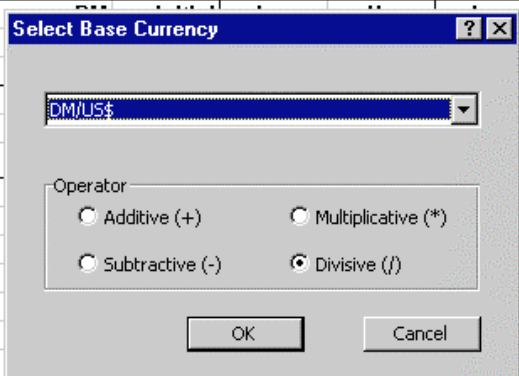 Select Base Currency
DM/US$
Operator
Additive (+)
Multiplicative (*)
Subtractive (-)
Divisive (/)
OK
Cancel